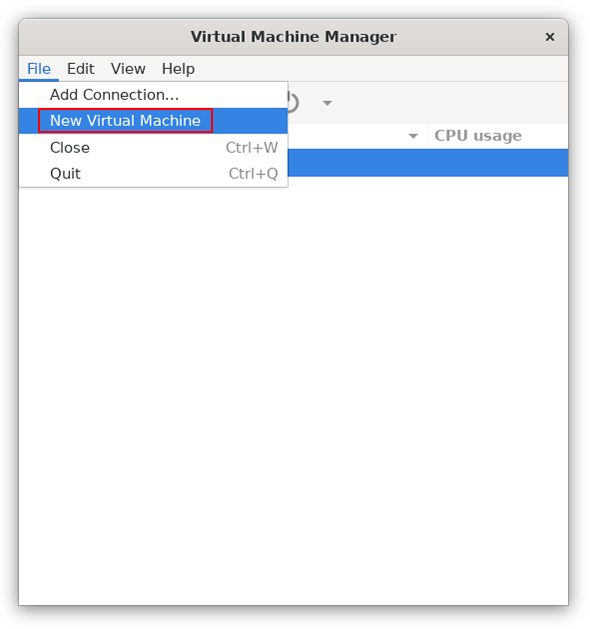 Virtual Machine Manager ×
File Edit View Help
Add Connection...
New Virtual Machine
CPU usage
Close Ctrl+W
Quit Ctrl+Q